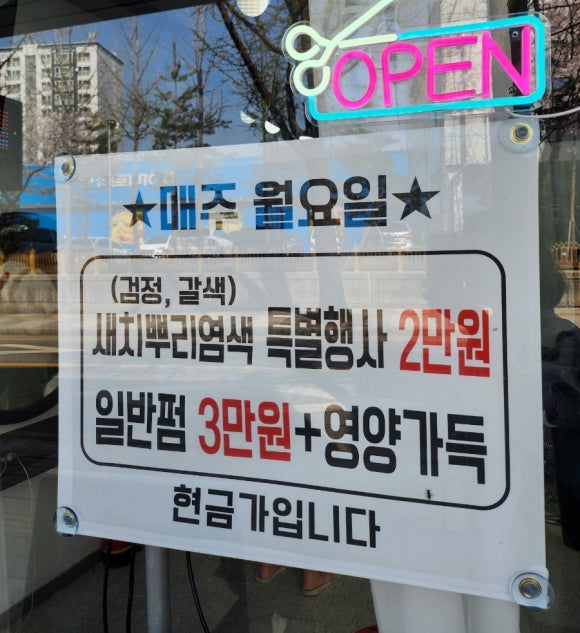 OPEN
★매주 월요일★
(검정, 갈색)
새치뿌리염색 특별행사 2만원
일반펌 3만원+영양가득
현금가입니다